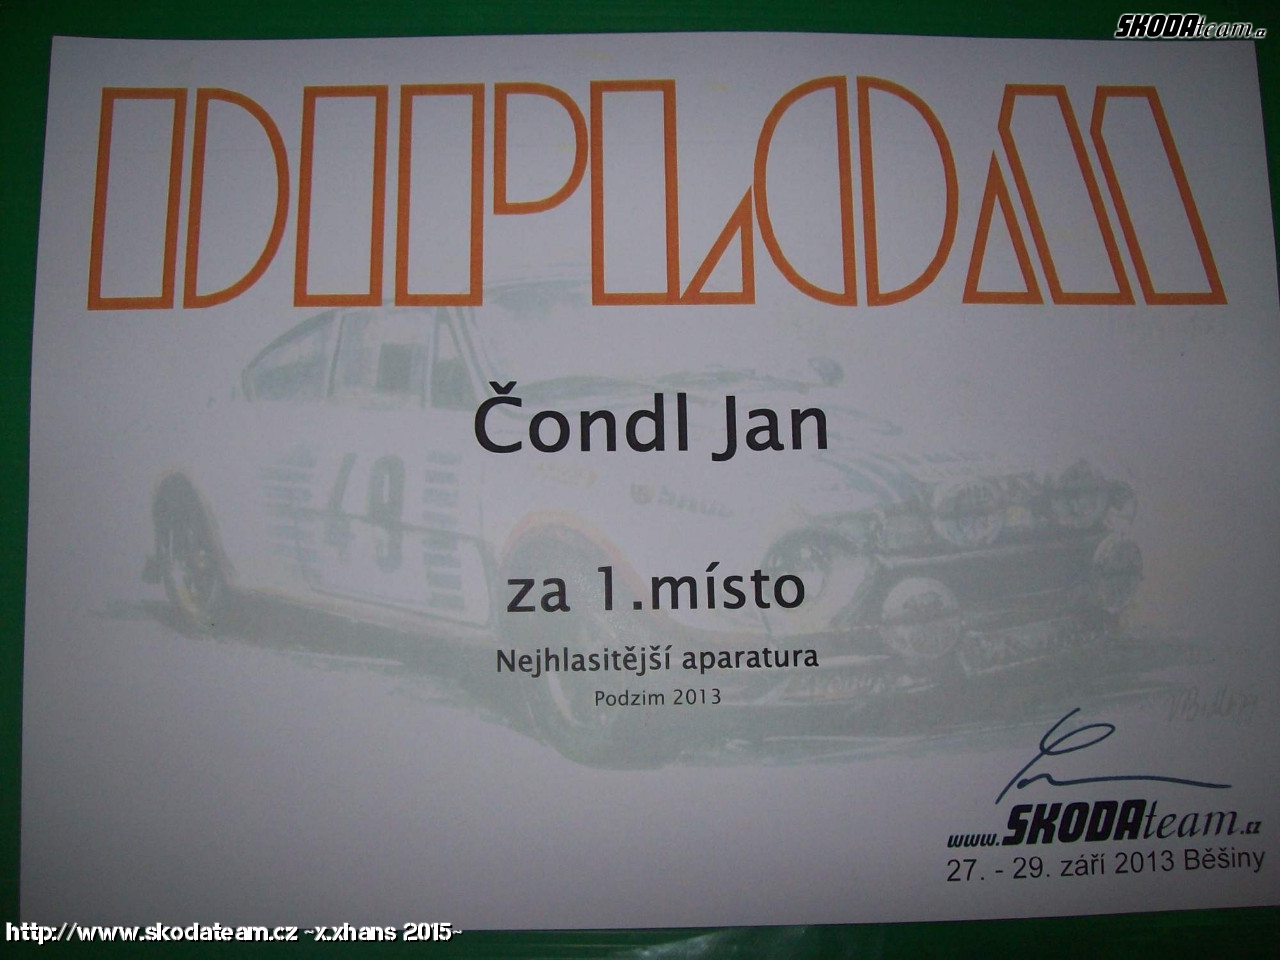 SKODAteam.cz
DIPLOM
49
Čondl Jan
za 1.místo
Nejhlasitější aparatura
Podzim 2013
www.SKODAteam.cz
27. - 29. září 2013 Běšiny
http://www.skodateam.cz ~x.xhans 2015~